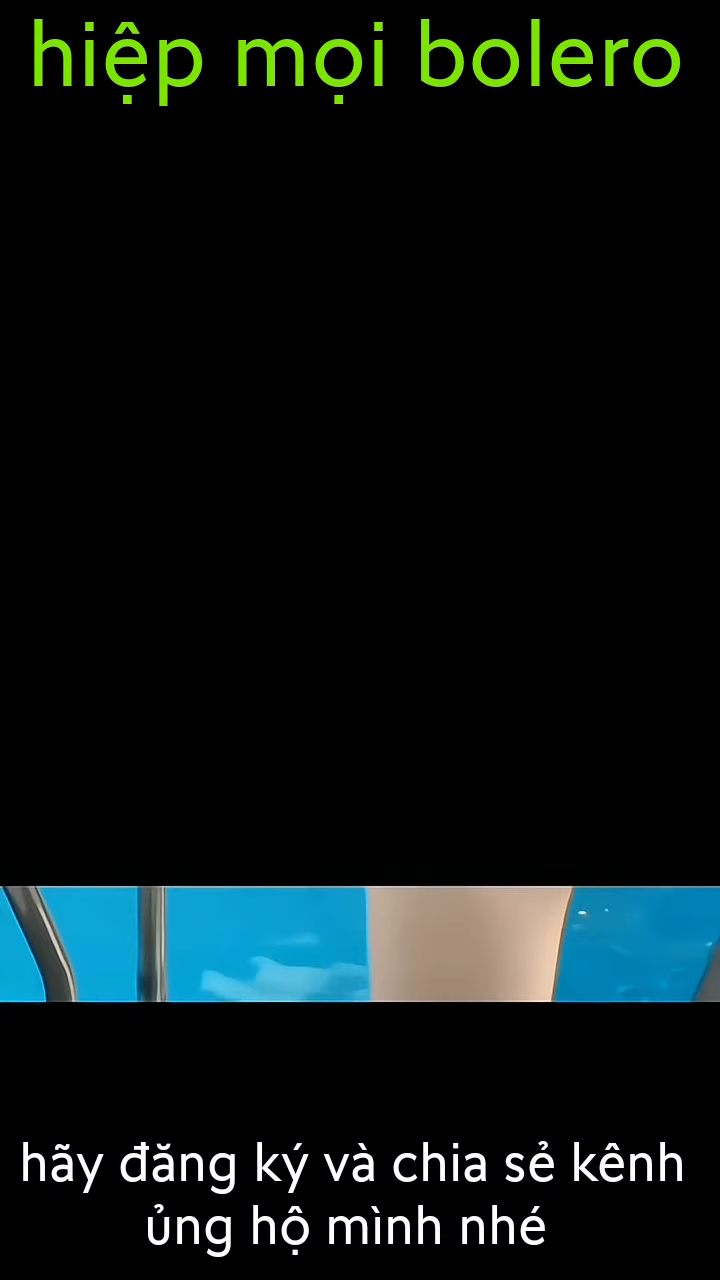 hiệp mọi bolero
hãy đăng ký và chia sẻ kênh
ủng hộ mình nhé